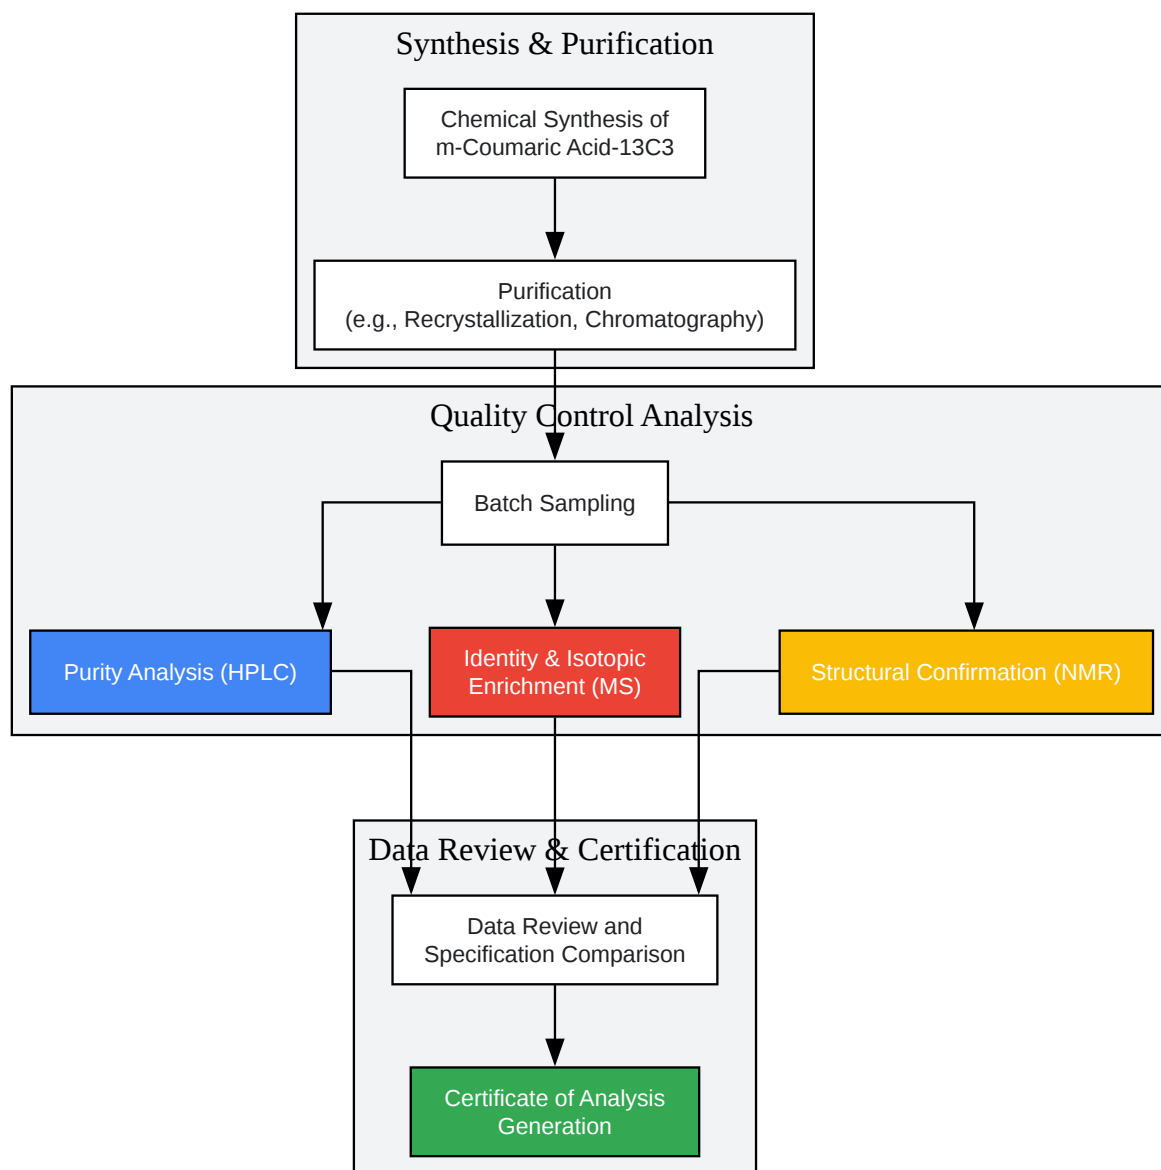 Synthesis & Purification
Chemical Synthesis of
m-Coumaric Acid-13C3
Purification
(e.g., Recrystallization, Chromatography)
Quality Control Analysis
Batch Sampling
Purity Analysis (HPLC)
Identity & Isotopic
Enrichment (MS)
Structural Confirmation (NMR)
Data Review & Certification
Data Review and
Specification Comparison
Certificate of Analysis
Generation